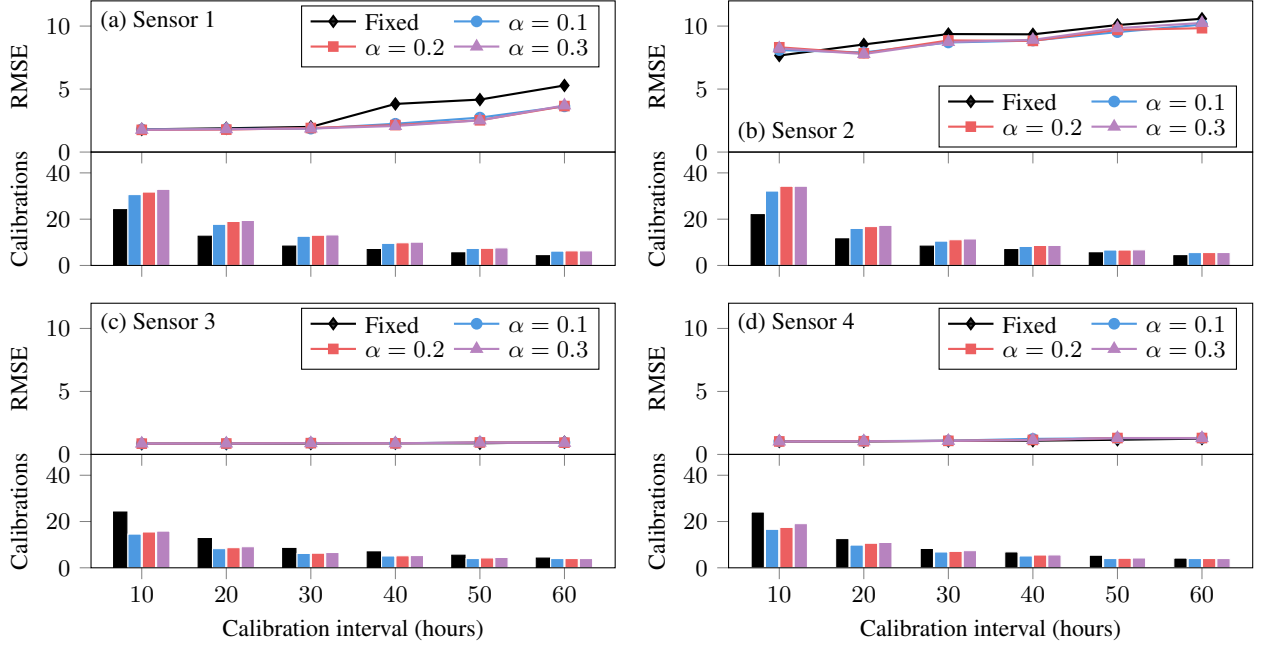 (a) Sensor 1
Fixed
α = 0.1
α = 0.2
α = 0.3
RMSE
10
5
0
Calibrations
40
20
0
(b) Sensor 2
Fixed
α = 0.1
α = 0.2
α = 0.3
RMSE
10
5
0
Calibrations
40
20
0
(c) Sensor 3
Fixed
α = 0.1
α = 0.2
α = 0.3
RMSE
10
5
0
Calibrations
40
20
0
10 20 30 40 50 60
Calibration interval (hours)
(d) Sensor 4
Fixed
α = 0.1
α = 0.2
α = 0.3
RMSE
10
5
0
Calibrations
40
20
0
10 20 30 40 50 60
Calibration interval (hours)